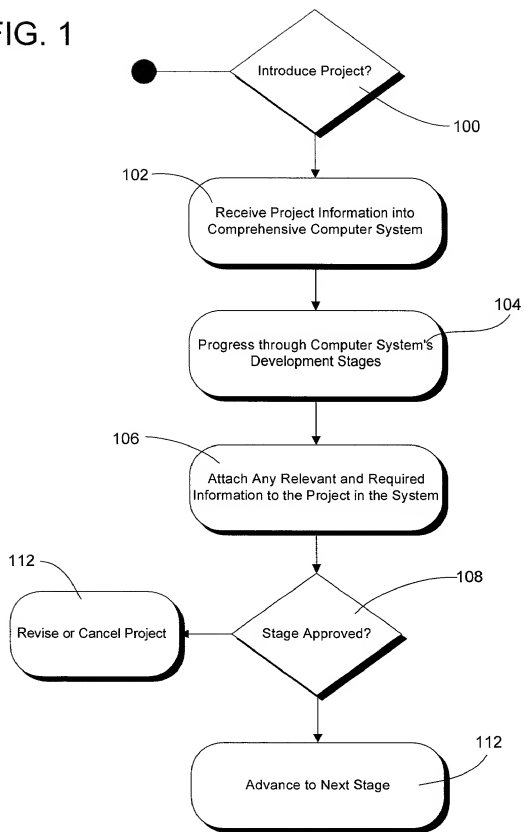 FIG. 1
Introduce Project?
100
102
Receive Project Information into
Comprehensive Computer System
104
Progress through Computer System's
Development Stages
106
Attach Any Relevant and Required
Information to the Project in the System
112
108
Revise or Cancel Project
Stage Approved?
112
Advance to Next Stage